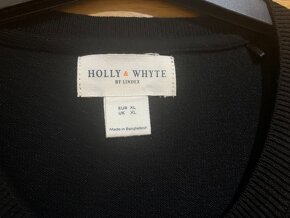 HOLLY & WHYTE
BY LINDEX
EUR XL
UK XL
Made in Bangladesh